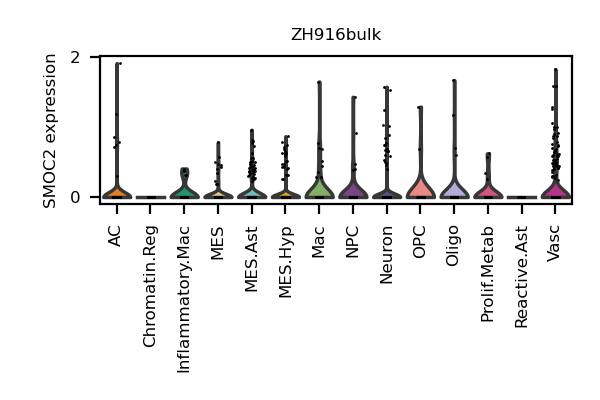 ZH916bulk
SMOC2 expression
2
0
AC
Chromatin.Reg
Inflammatory.Mac
MES
MES.Ast
MES.Hyp
Mac
NPC
Neuron
OPC
Oligo
Prolif.Metab
Reactive.Ast
Vasc